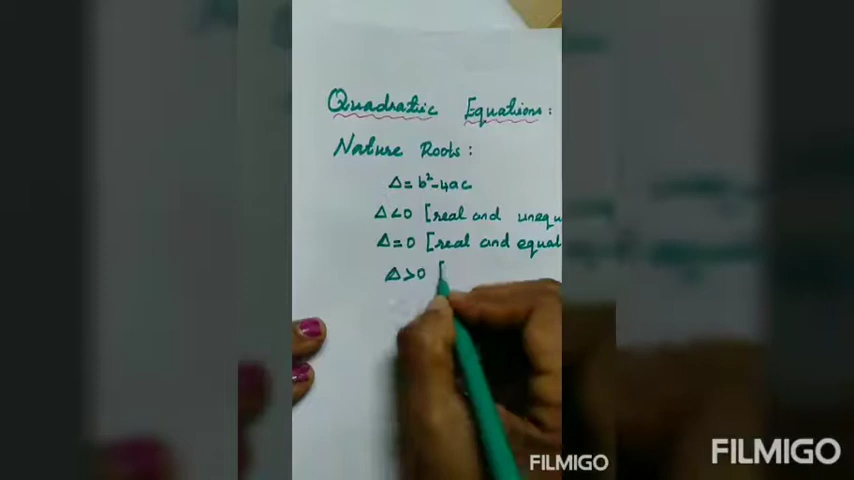 Quadratic Equations:
Nature Roots:
Δ = b²-4ac
Δ<0 [real and unequ
Δ=0 [real and equal
Δ>0 [
FILMIGO
FILMIGO